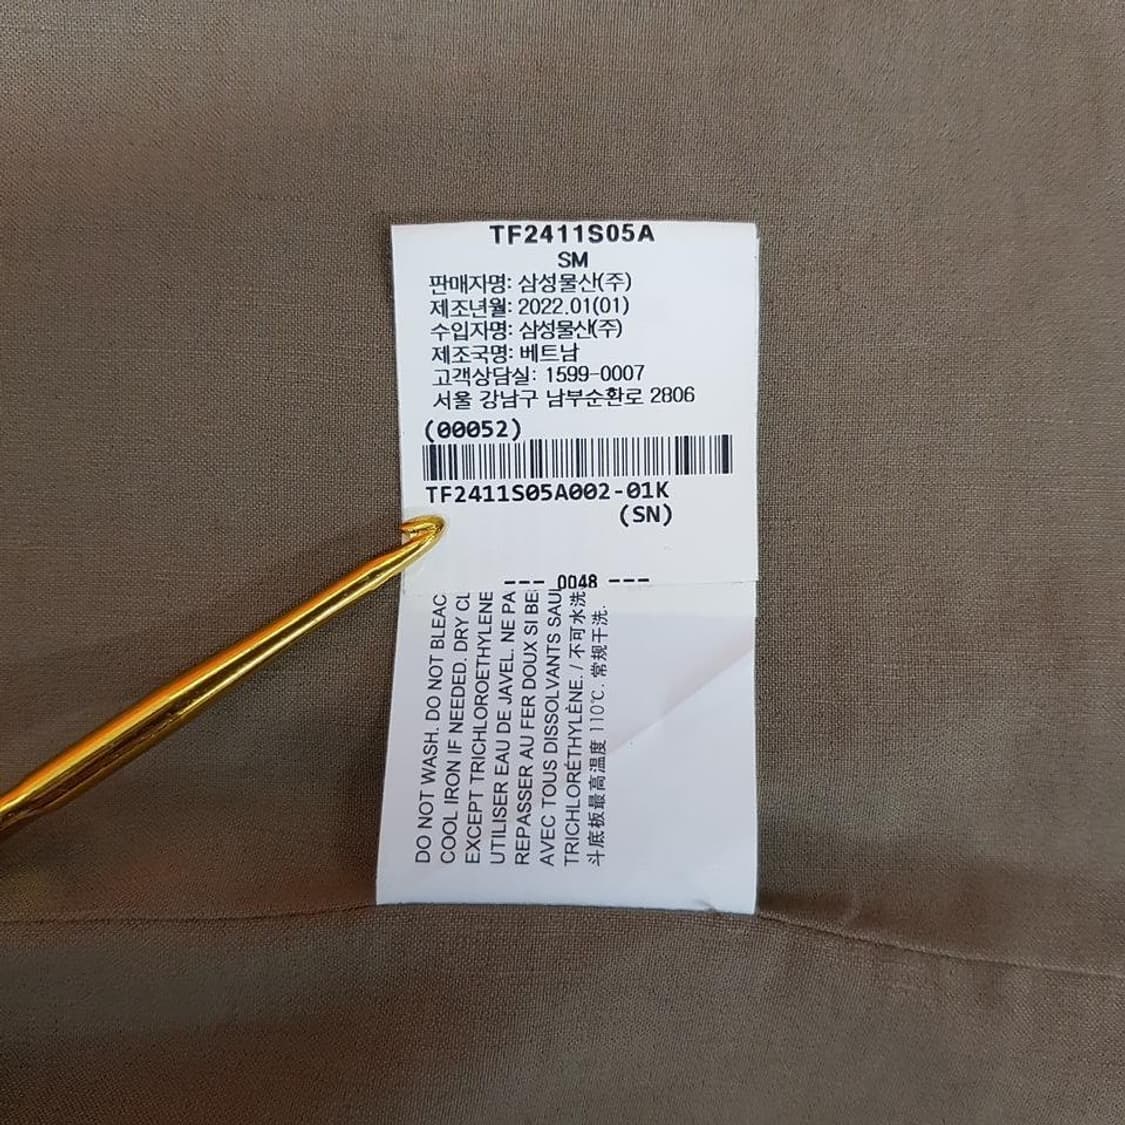 TF2411S05A
SM
판매자명: 삼성물산(주)
제조년월: 2022.01(01)
수입자명: 삼성물산(주)
제조국명: 베트남
고객상담실: 1599-0007
서울 강남구 남부순환로 2806
(00052)
TF2411S05A002-01K
(SN)
--- 0048 ---
DO NOT WASH. DO NOT BLEAC
COOL IRON IF NEEDED. DRY CL
EXCEPT TRICHLOROETHYLENE
UTILISER EAU DE JAVEL. NE PA
REPASSER AU FER DOUX SI BE
AVEC TOUS DISSOLVANTS SAU
TRICHLORÉTHYLÈNE. / 不可水洗
斗底板最高温度 110℃. 常规干洗.